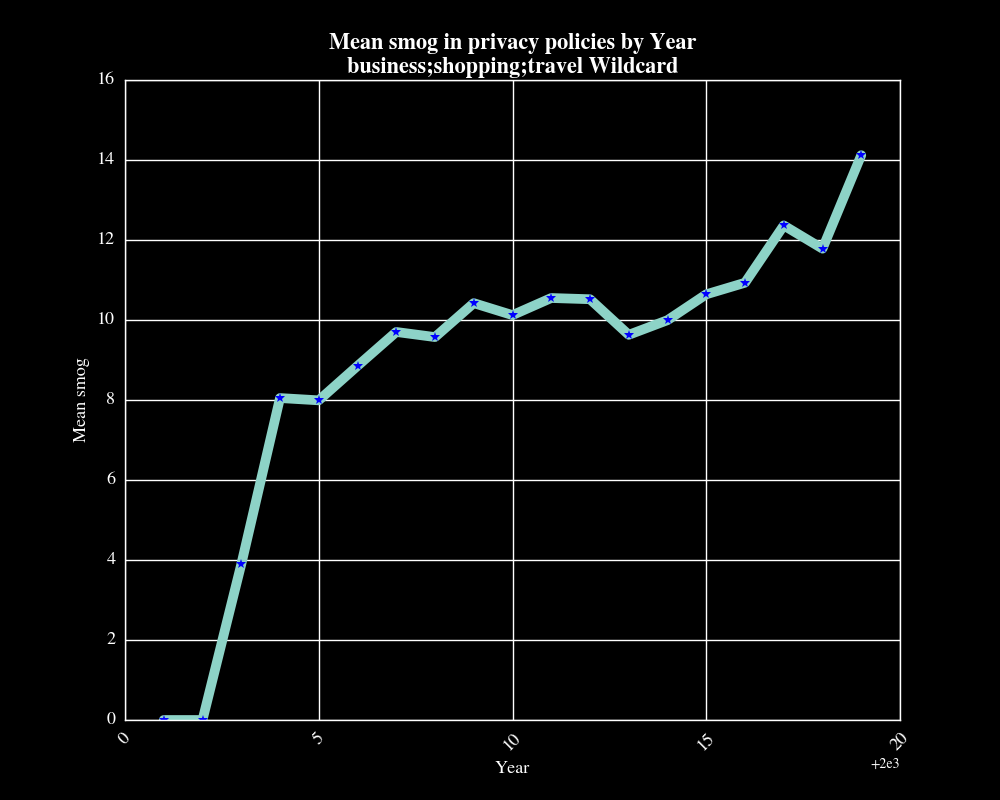 Mean smog in privacy policies by Year
business;shopping;travel Wildcard
16
14
12
10
8
6
4
2
0
Mean smog
0 5 10 15 20
Year
+2e3